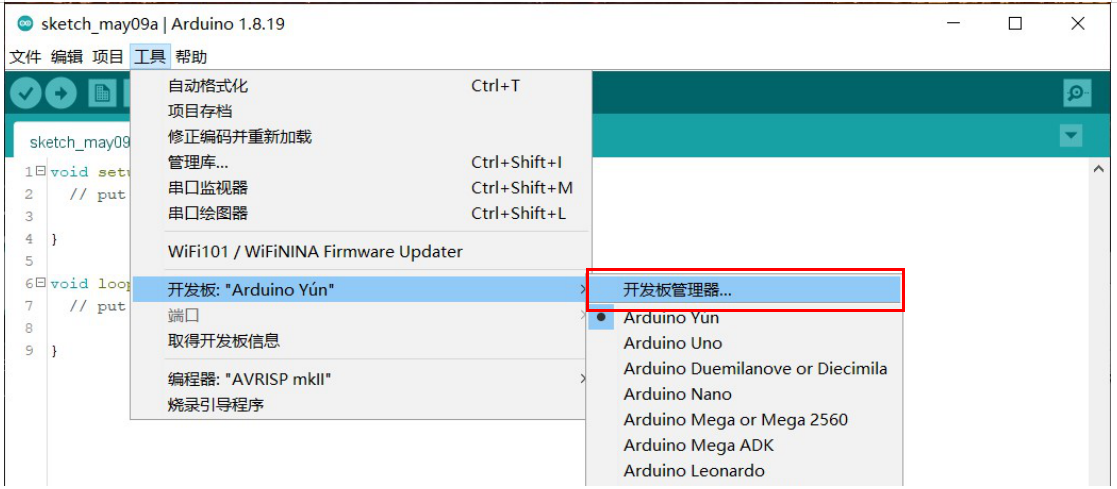 sketch_may09a | Arduino 1.8.19
文件 编辑 项目 工具 帮助
sketch_may09
自动格式化 Ctrl+T
项目存档
修正编码并重新加载
管理库... Ctrl+Shift+I
串口监视器 Ctrl+Shift+M
串口绘图器 Ctrl+Shift+L
WiFi101 / WiFiNINA Firmware Updater
开发板: "Arduino Yún"
端口
取得开发板信息
编程器: "AVRISP mkII"
烧录引导程序
开发板管理器...
Arduino Yún
Arduino Uno
Arduino Duemilanove or Diecimila
Arduino Nano
Arduino Mega or Mega 2560
Arduino Mega ADK
Arduino Leonardo
1 void setu
2 // put
3
4 }
5
6 void loop
7 // put
8
9 }